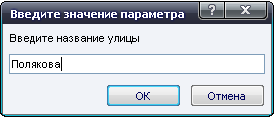 Введите значение параметра
Введите название улицы
Полякова
ОК
Отмена